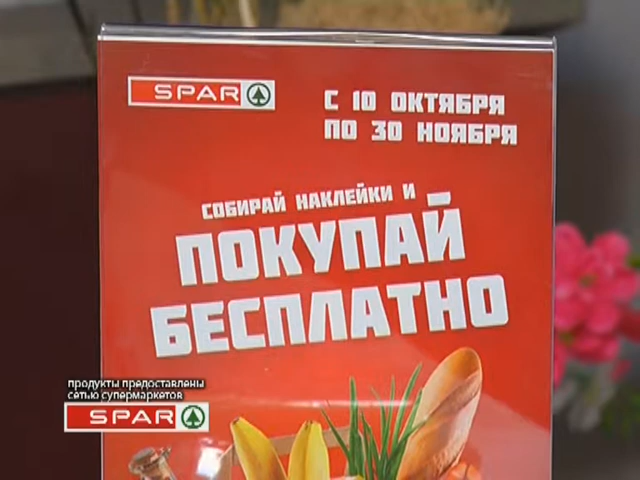 SPAR
С 10 ОКТЯБРЯ
ПО 30 НОЯБРЯ
СОБИРАЙ НАКЛЕЙКИ И
ПОКУПАЙ
БЕСПЛАТНО
продукты предоставлены
сетью супермаркетов
SPAR